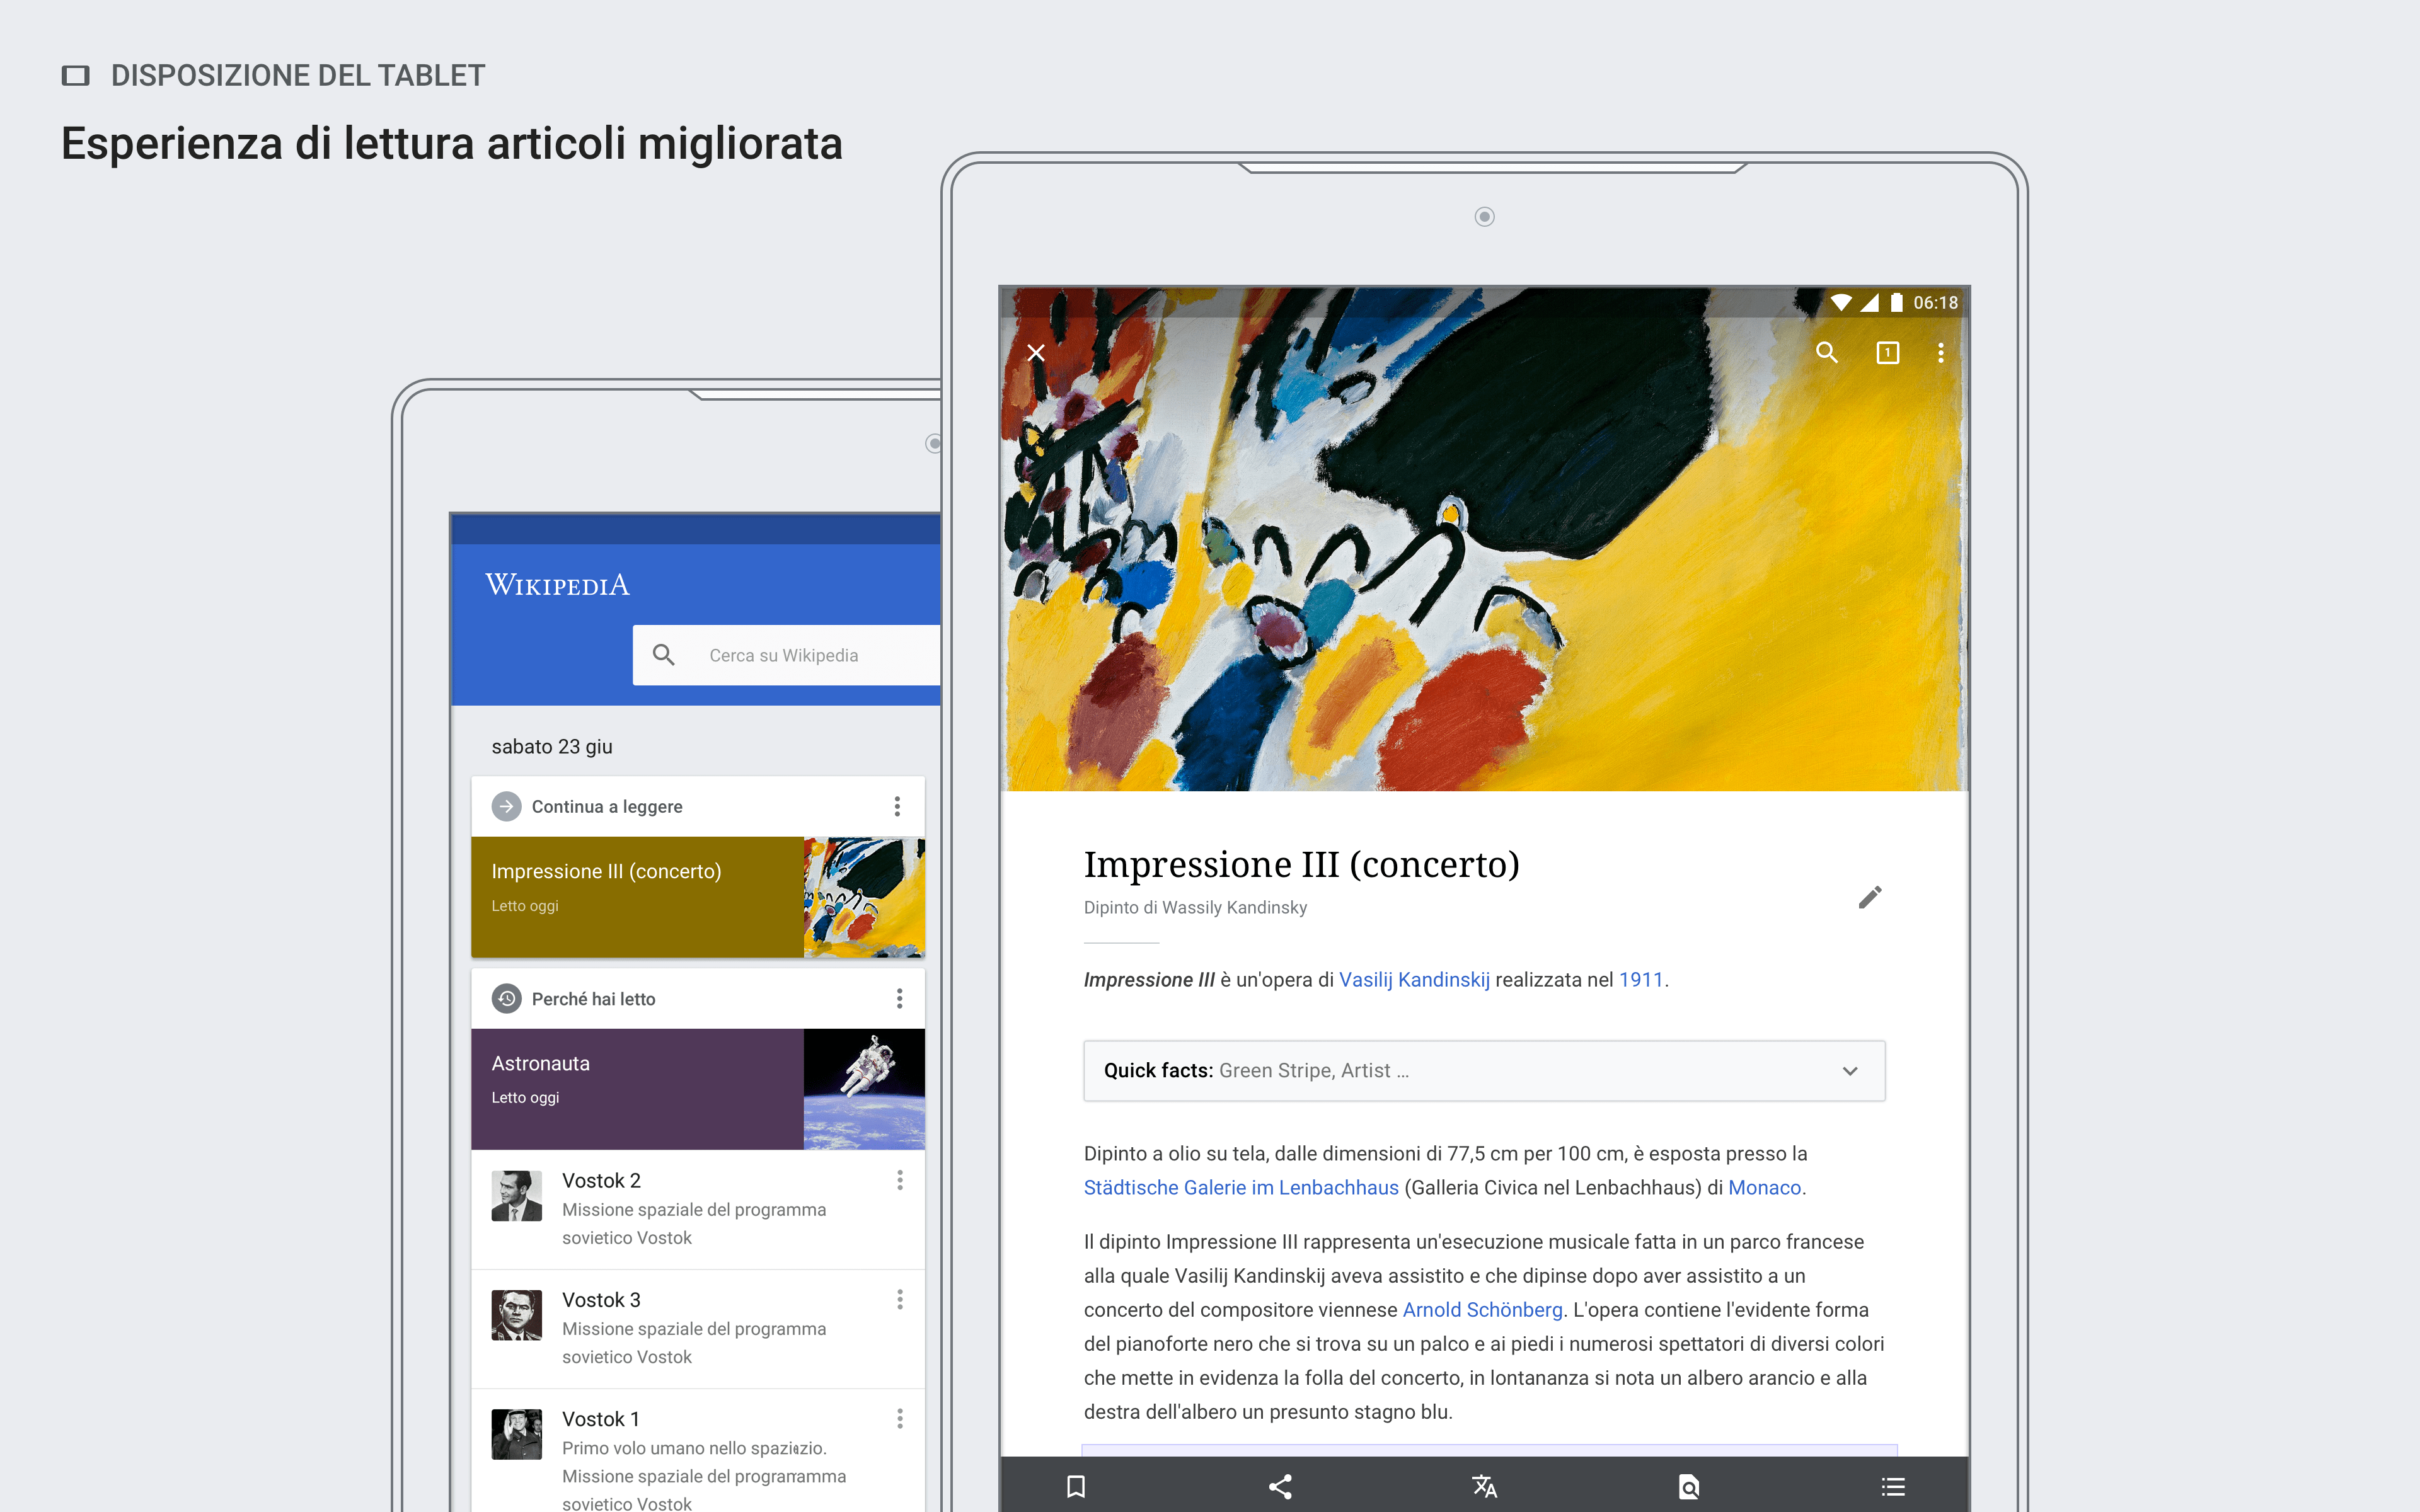 DISPOSIZIONE DEL TABLET
Esperienza di lettura articoli migliorata
WIKIPEDIA
Cerca su Wikipedia
sabato 23 giu
Continua a leggere
Impressione III (concerto)
Letto oggi
Perché hai letto
Astronauta
Letto oggi
Vostok 2
Missione spaziale del programma
sovietico Vostok
Vostok 3
Missione spaziale del programma
sovietico Vostok
Vostok 1
Primo volo umano nello spaziezio.
Missione spaziale del prograrramma
sovietico Vostok
06:18
1
Impressione III (concerto)
Dipinto di Wassily Kandinsky
Impressione III è un'opera di Vasilij Kandinskij realizzata nel 1911.
Quick facts: Green Stripe, Artist ...
Dipinto a olio su tela, dalle dimensioni di 77,5 cm per 100 cm, è esposta presso la
Städtische Galerie im Lenbachhaus (Galleria Civica nel Lenbachhaus) di Monaco.
Il dipinto Impressione III rappresenta un'esecuzione musicale fatta in un parco francese
alla quale Vasilij Kandinskij aveva assistito e che dipinse dopo aver assistito a un
concerto del compositore viennese Arnold Schönberg. L'opera contiene l'evidente forma
del pianoforte nero che si trova su un palco e ai piedi i numerosi spettatori di diversi colori
che mette in evidenza la folla del concerto, in lontananza si nota un albero arancio e alla
destra dell'albero un presunto stagno blu.